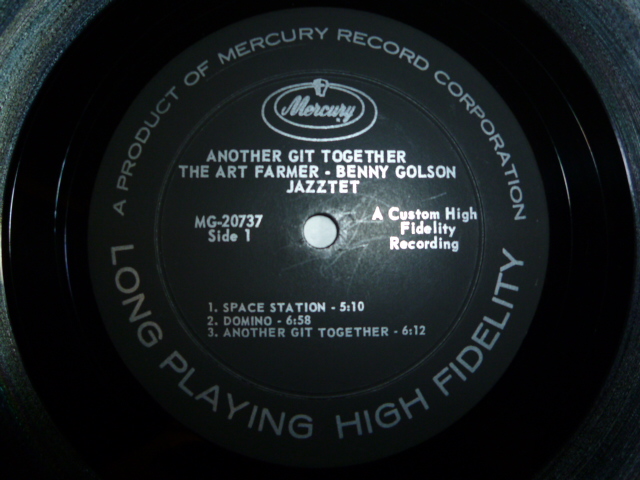 A PRODUCT OF MERCURY RECORD CORPORATION
Mercury
ANOTHER GIT TOGETHER
THE ART FARMER - BENNY GOLSON
JAZZTET
MG-20737
Side 1
A Custom High
Fidelity
Recording
1. SPACE STATION - 5:10
2. DOMINO - 6:58
3. ANOTHER GIT TOGETHER - 6:12
LONG PLAYING HIGH FIDELITY